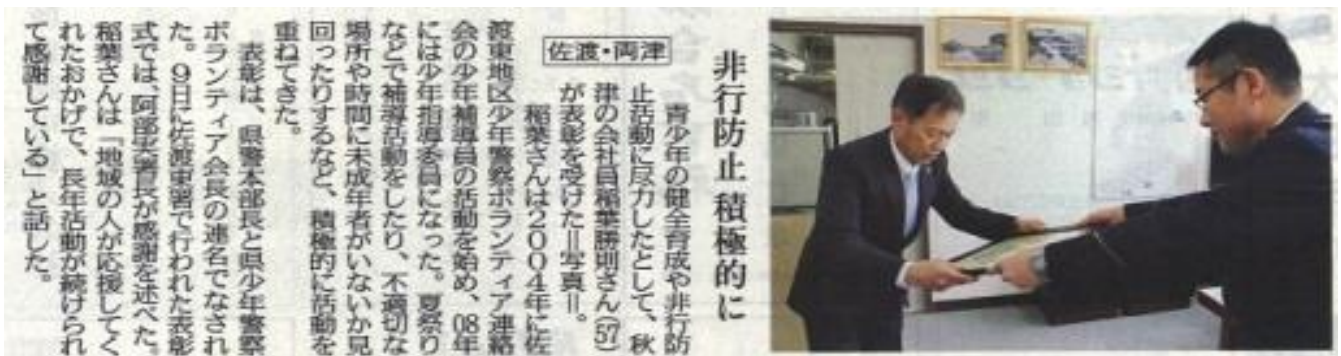 非行防止 積極的に
佐渡・両津
青少年の健全育成や非行防
止活動に尽力したとして、秋
津の会社員稲葉勝則さん(57)
が表彰を受けた=写真=。
稲葉さんは2004年に佐
渡東地区少年警察ボランティア連絡
会の少年補導員の活動を始め、08年
には少年指導委員になった。夏祭り
などで補導活動をしたり、不適切な
場所や時間に未成年者がいないか見
回ったりするなど、積極的に活動を
重ねてきた。
表彰は、県警本部長と県少年警察
ボランティア会長の連名でなされ
た。9日に佐渡東署で行われた表彰
式では、阿部署長が感謝を述べた。
稲葉さんは「地域の人が応援してく
れたおかげで、長年活動が続けられ
て感謝している」と話した。